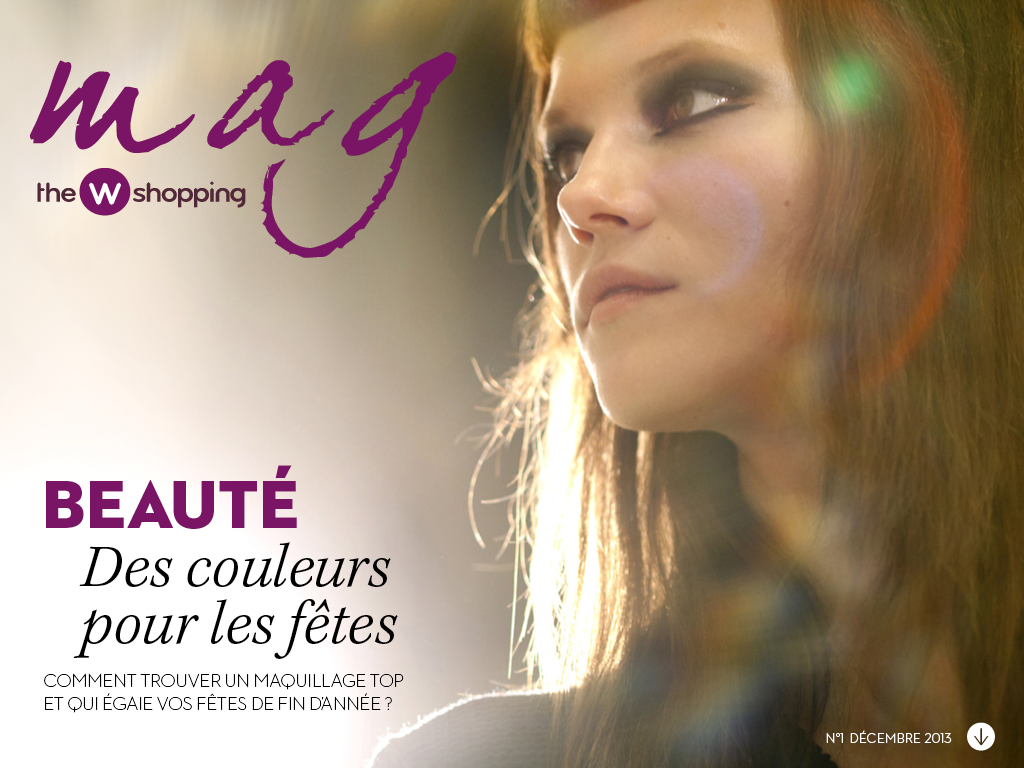 mag
the W shopping
BEAUTÉ
Des couleurs
pour les fêtes
COMMENT TROUVER UN MAQUILLAGE TOP
ET QUI ÉGAIE VOS FÊTES DE FIN D'ANNÉE ?
N°1 DÉCEMBRE 2013